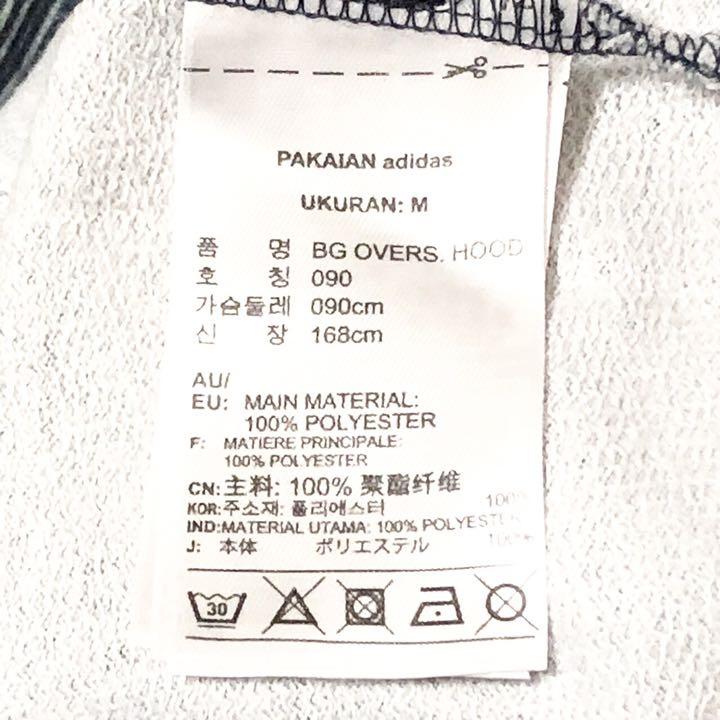 PAKAIAN adidas
UKURAN: M
품 명 BG OVERS. HOOD
호 칭 090
가슴둘레 090cm
신 장 168cm
AU/
EU: MAIN MATERIAL:
100% POLYESTER
F: MATIERE PRINCIPALE:
100% POLYESTER
CN:主料: 100% 聚酯纤维
KOR:주소재: 폴리에스터 100%
IND:MATERIAL UTAMA: 100% POLYESTER
J: 本体 ポリエステル 100%
30